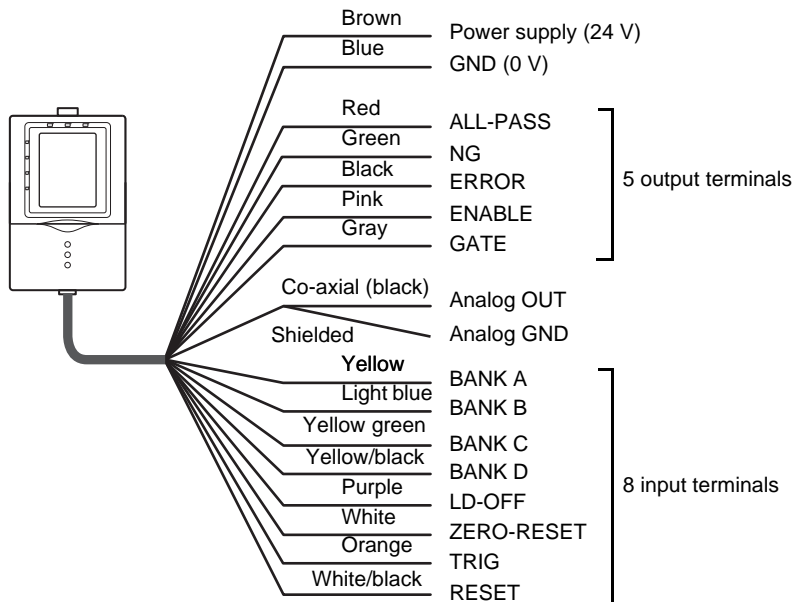 Brown Power supply (24 V)
Blue GND (0 V)
Red ALL-PASS
Green NG
Black ERROR
Pink ENABLE
Gray GATE
5 output terminals
Co-axial (black) Analog OUT
Shielded Analog GND
Yellow BANK A
Light blue BANK B
Yellow green BANK C
Yellow/black BANK D
Purple LD-OFF
White ZERO-RESET
Orange TRIG
White/black RESET
8 input terminals